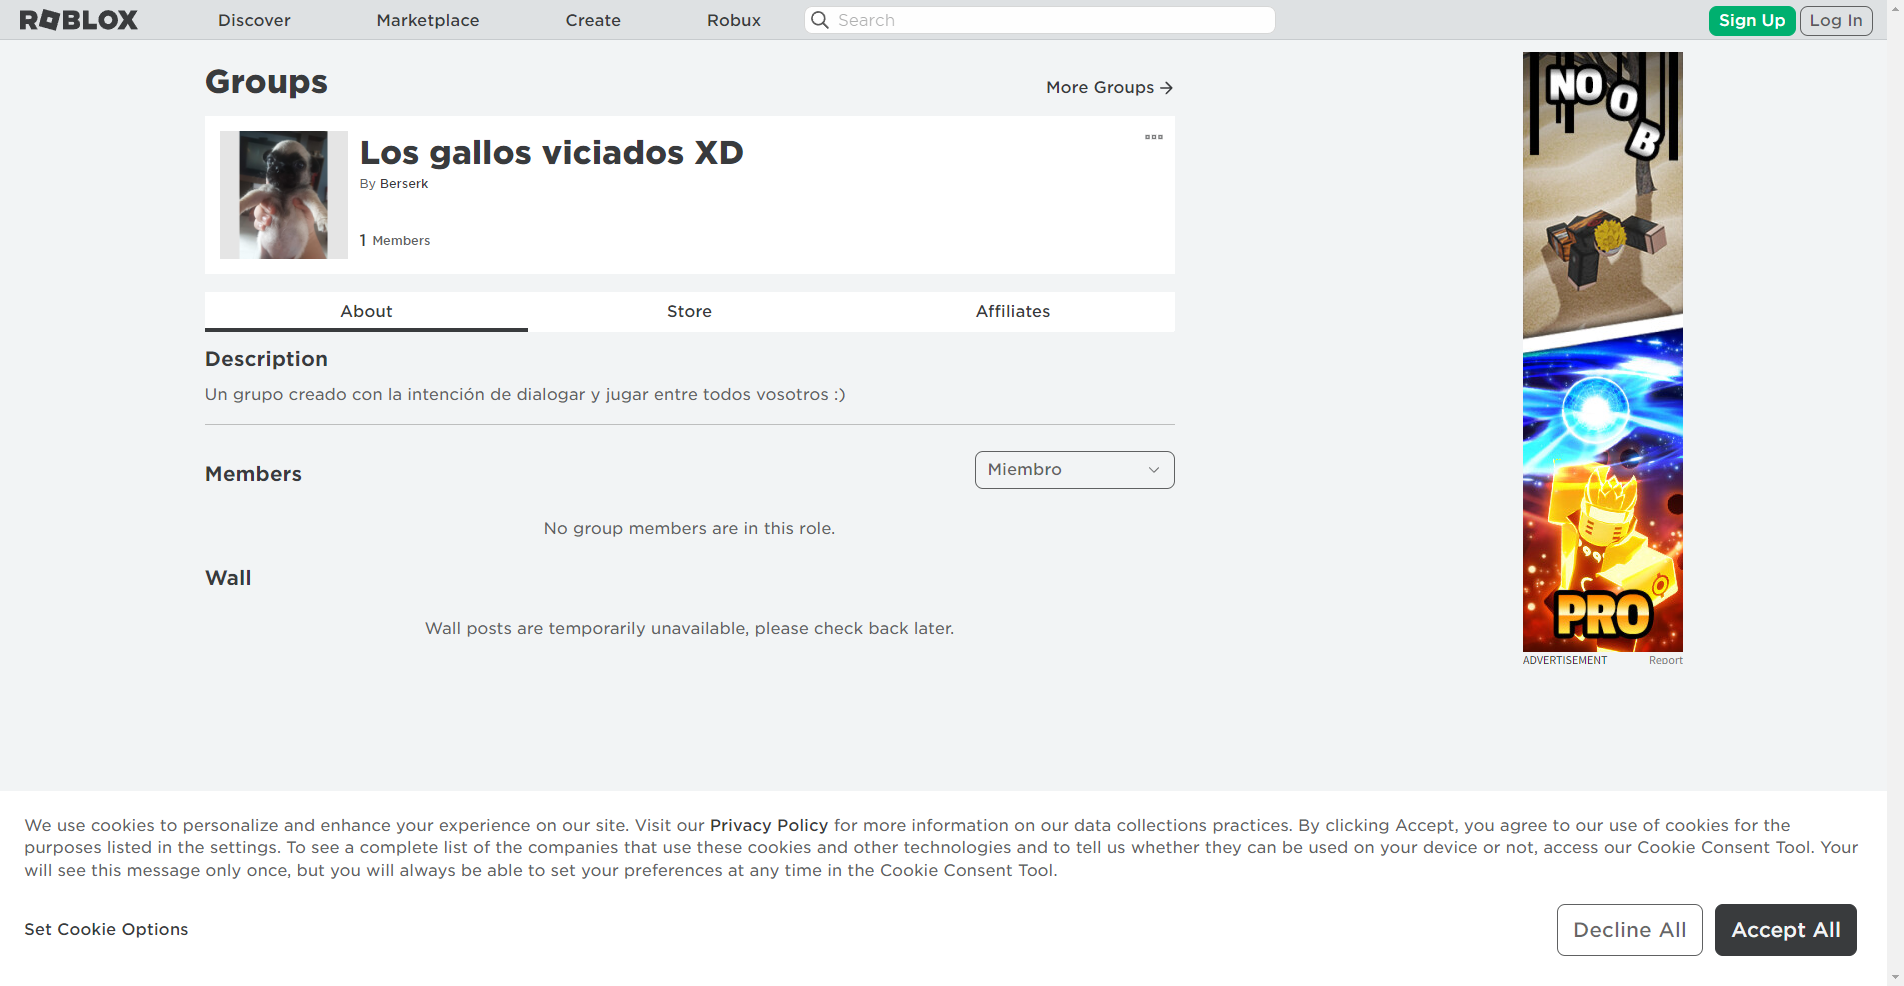 ROBLOX
Discover
Marketplace
Create
Robux
Search
Sign Up
Log In
Groups
More Groups
Los gallos viciados XD
By Berserk
1 Members
About
Store
Affiliates
Description
Un grupo creado con la intención de dialogar y jugar entre todos vosotros :)
Members
Miembro
No group members are in this role.
Wall
Wall posts are temporarily unavailable, please check back later.
NOOB
PRO
ADVERTISEMENT
Report
We use cookies to personalize and enhance your experience on our site. Visit our Privacy Policy for more information on our data collections practices. By clicking Accept, you agree to our use of cookies for the
purposes listed in the settings. To see a complete list of the companies that use these cookies and other technologies and to tell us whether they can be used on your device or not, access our Cookie Consent Tool. Your
will see this message only once, but you will always be able to set your preferences at any time in the Cookie Consent Tool.
Set Cookie Options
Decline All
Accept All